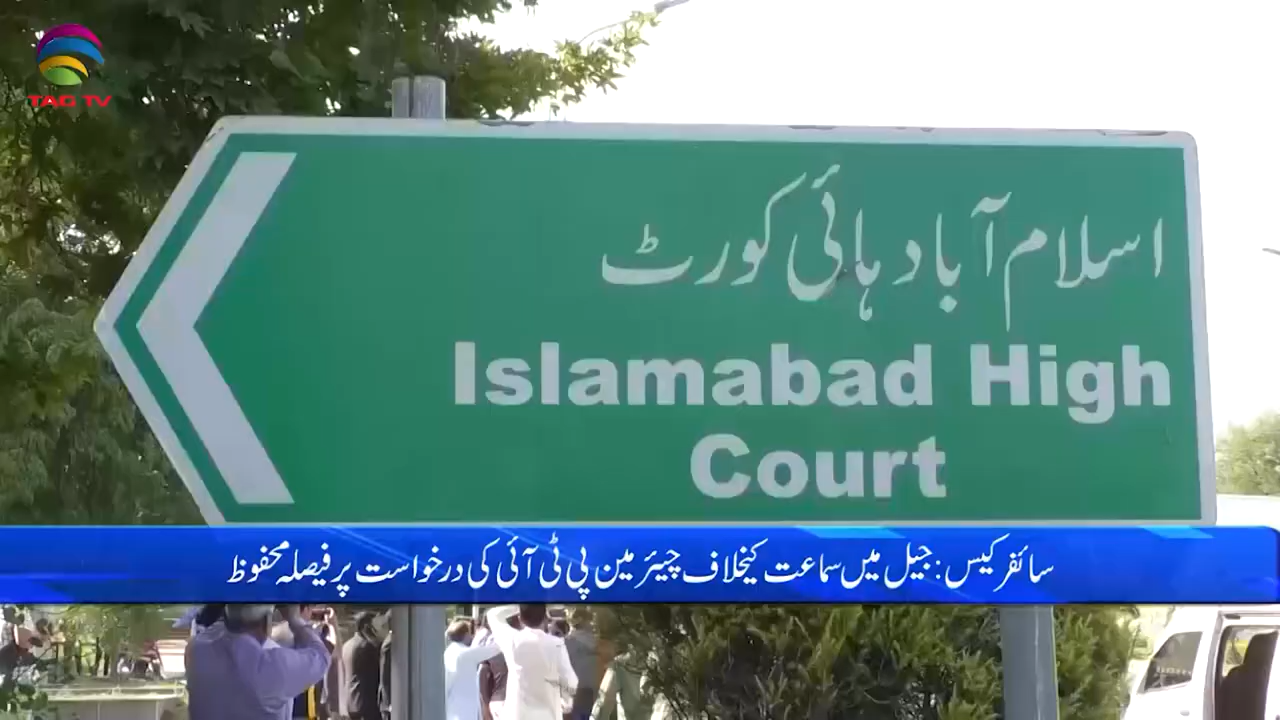 TAG TV
اسلام آباد ہائی کورٹ
Islamabad High
Court
سائفر کیس: جیل میں سماعت کیخلاف چیئرمین پی ٹی آئی کی درخواست پر فیصلہ محفوظ